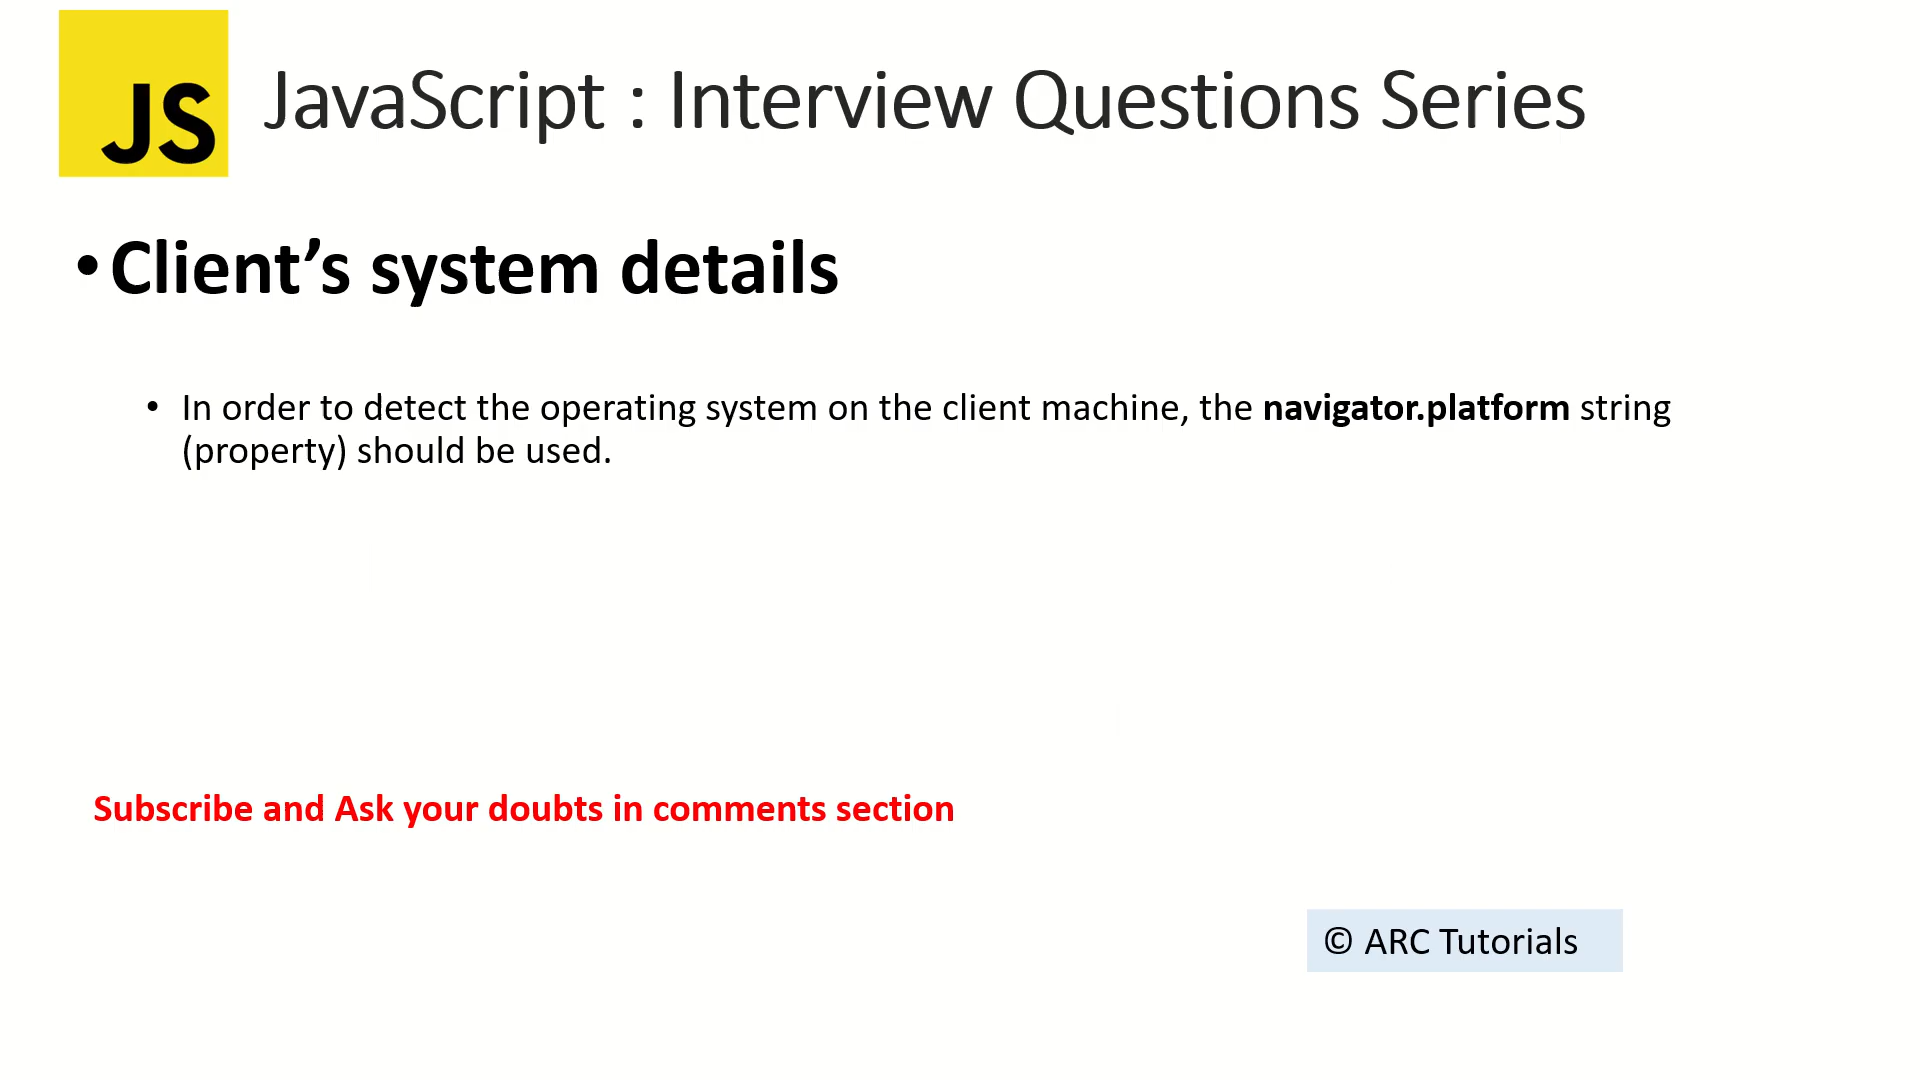 JS
JavaScript : Interview Questions Series
• Client’s system details
• In order to detect the operating system on the client machine, the navigator.platform string
(property) should be used.
Subscribe and Ask your doubts in comments section
© ARC Tutorials